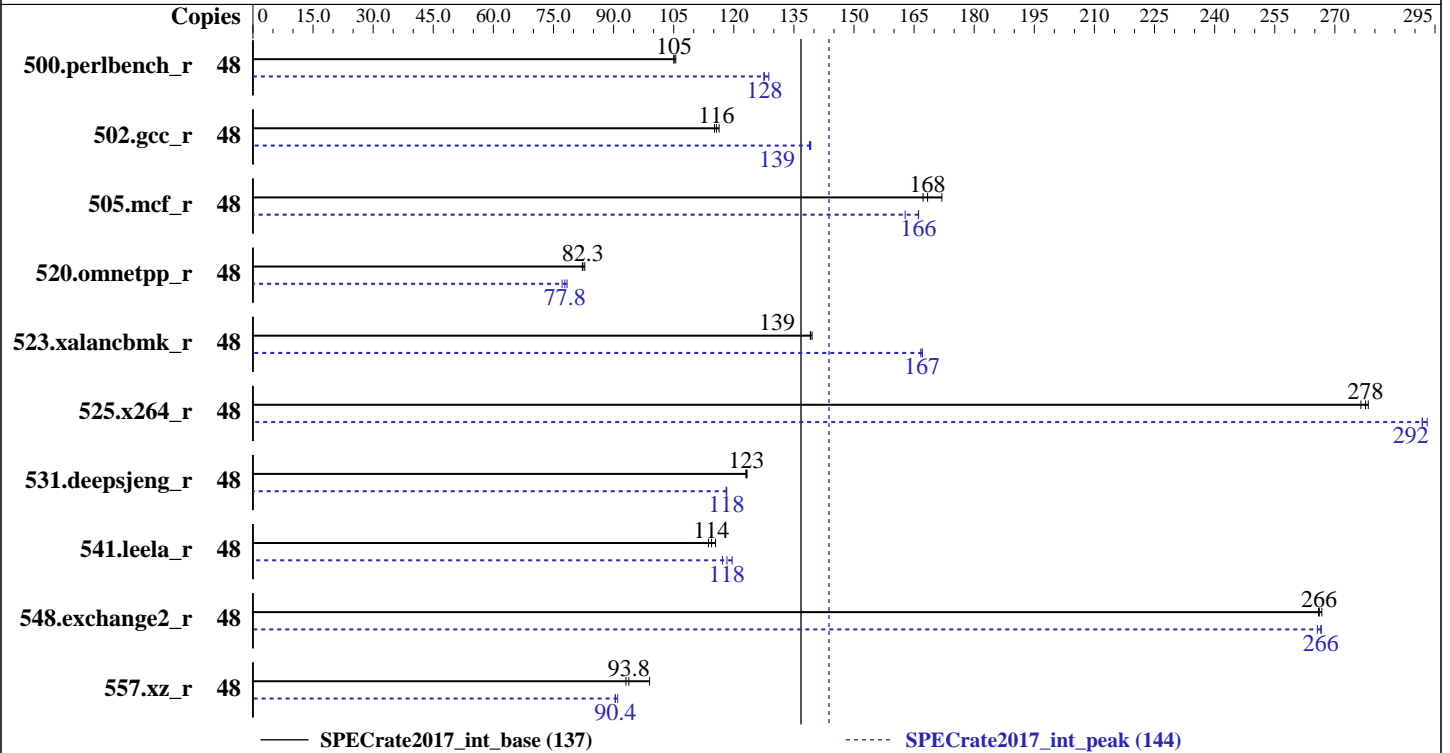 Copies 0 15.0 30.0 45.0 60.0 75.0 90.0 105 120 135 150 165 180 195 210 225 240 255 270 295
105
500.perlbench_r 48
128
116
502.gcc_r 48
139
168
505.mcf_r 48
166
82.3
520.omnetpp_r 48
77.8
139
523.xalancbmk_r 48
167
278
525.x264_r 48
292
123
531.deepsjeng_r 48
118
114
541.leela_r 48
118
266
548.exchange2_r 48
266
93.8
557.xz_r 48
90.4
SPECrate2017_int_base (137) SPECrate2017_int_peak (144)